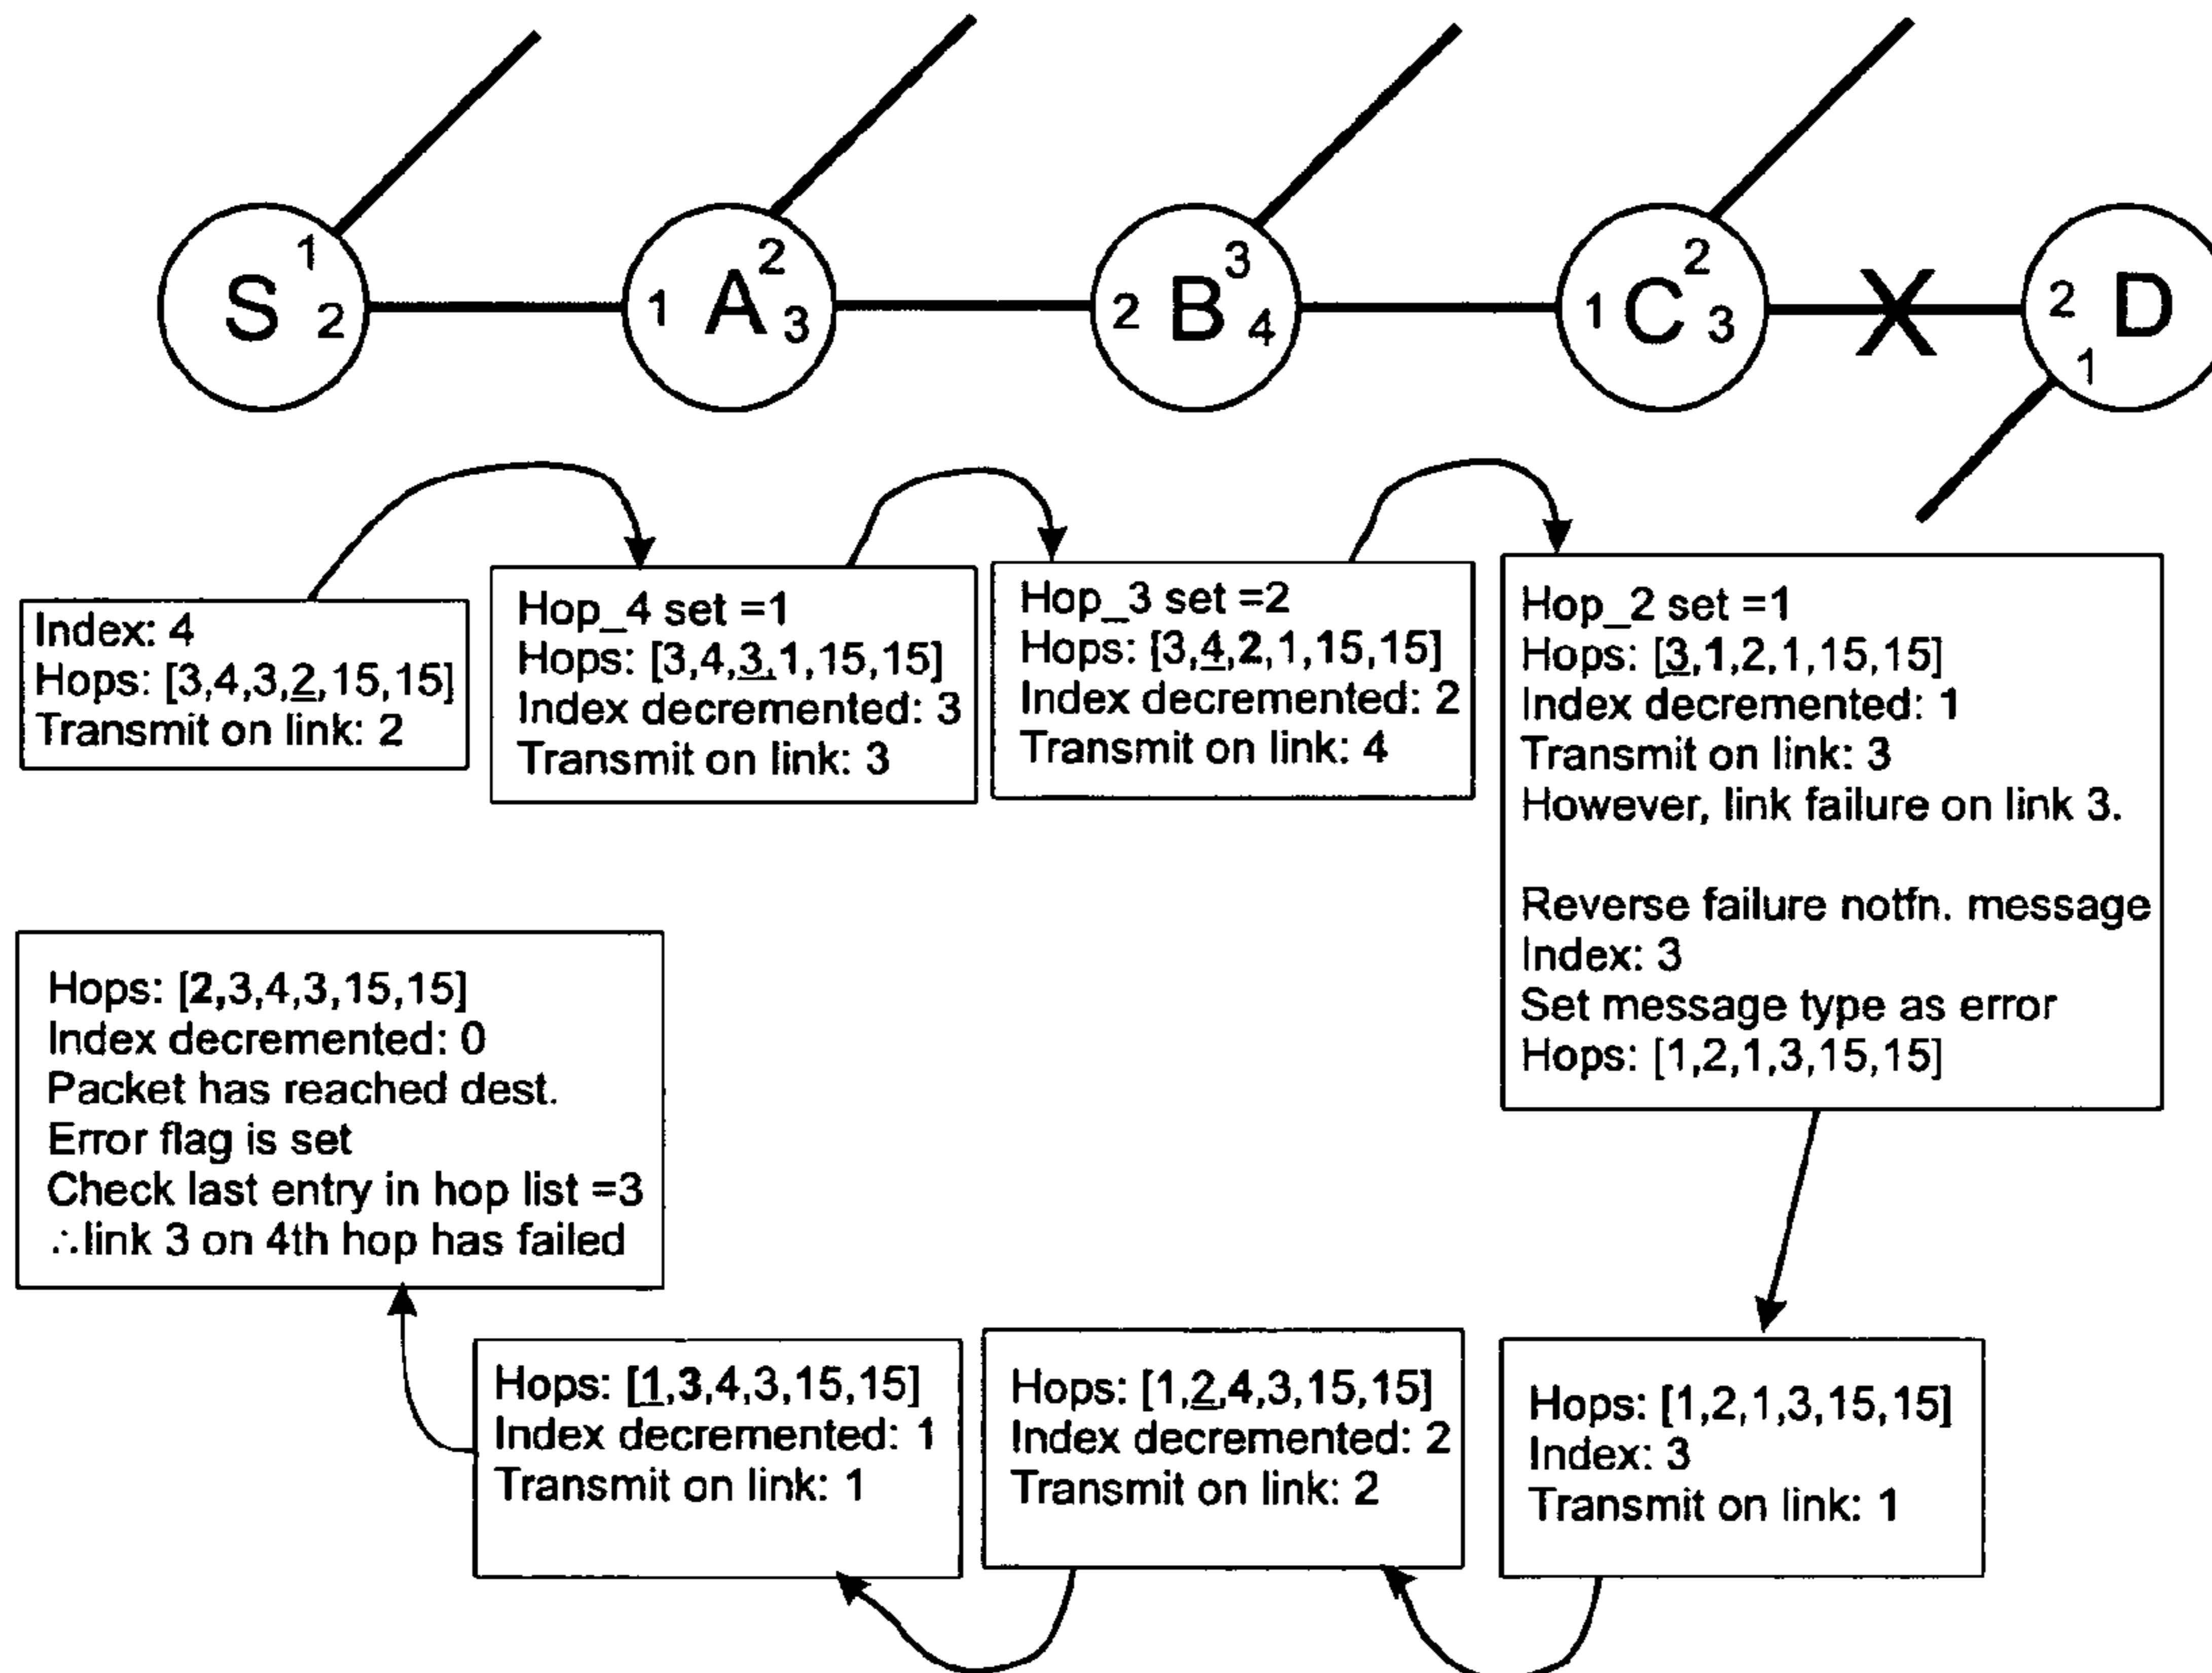 1
S 2
2
1 A 3
3
2 B 4
2
1 C 3
X
2 D
1
Index: 4
Hops: [3,4,3,2,15,15]
Transmit on link: 2
Hop_4 set =1
Hops: [3,4,3,1,15,15]
Index decremented: 3
Transmit on link: 3
Hop_3 set =2
Hops: [3,4,2,1,15,15]
Index decremented: 2
Transmit on link: 4
Hop_2 set =1
Hops: [3,1,2,1,15,15]
Index decremented: 1
Transmit on link: 3
However, link failure on link 3.
Reverse failure notfn. message
Index: 3
Set message type as error
Hops: [1,2,1,3,15,15]
Hops: [1,2,1,3,15,15]
Index: 3
Transmit on link: 1
Hops: [1,2,4,3,15,15]
Index decremented: 2
Transmit on link: 2
Hops: [1,3,4,3,15,15]
Index decremented: 1
Transmit on link: 1
Hops: [2,3,4,3,15,15]
Index decremented: 0
Packet has reached dest.
Error flag is set
Check last entry in hop list =3
∴link 3 on 4th hop has failed